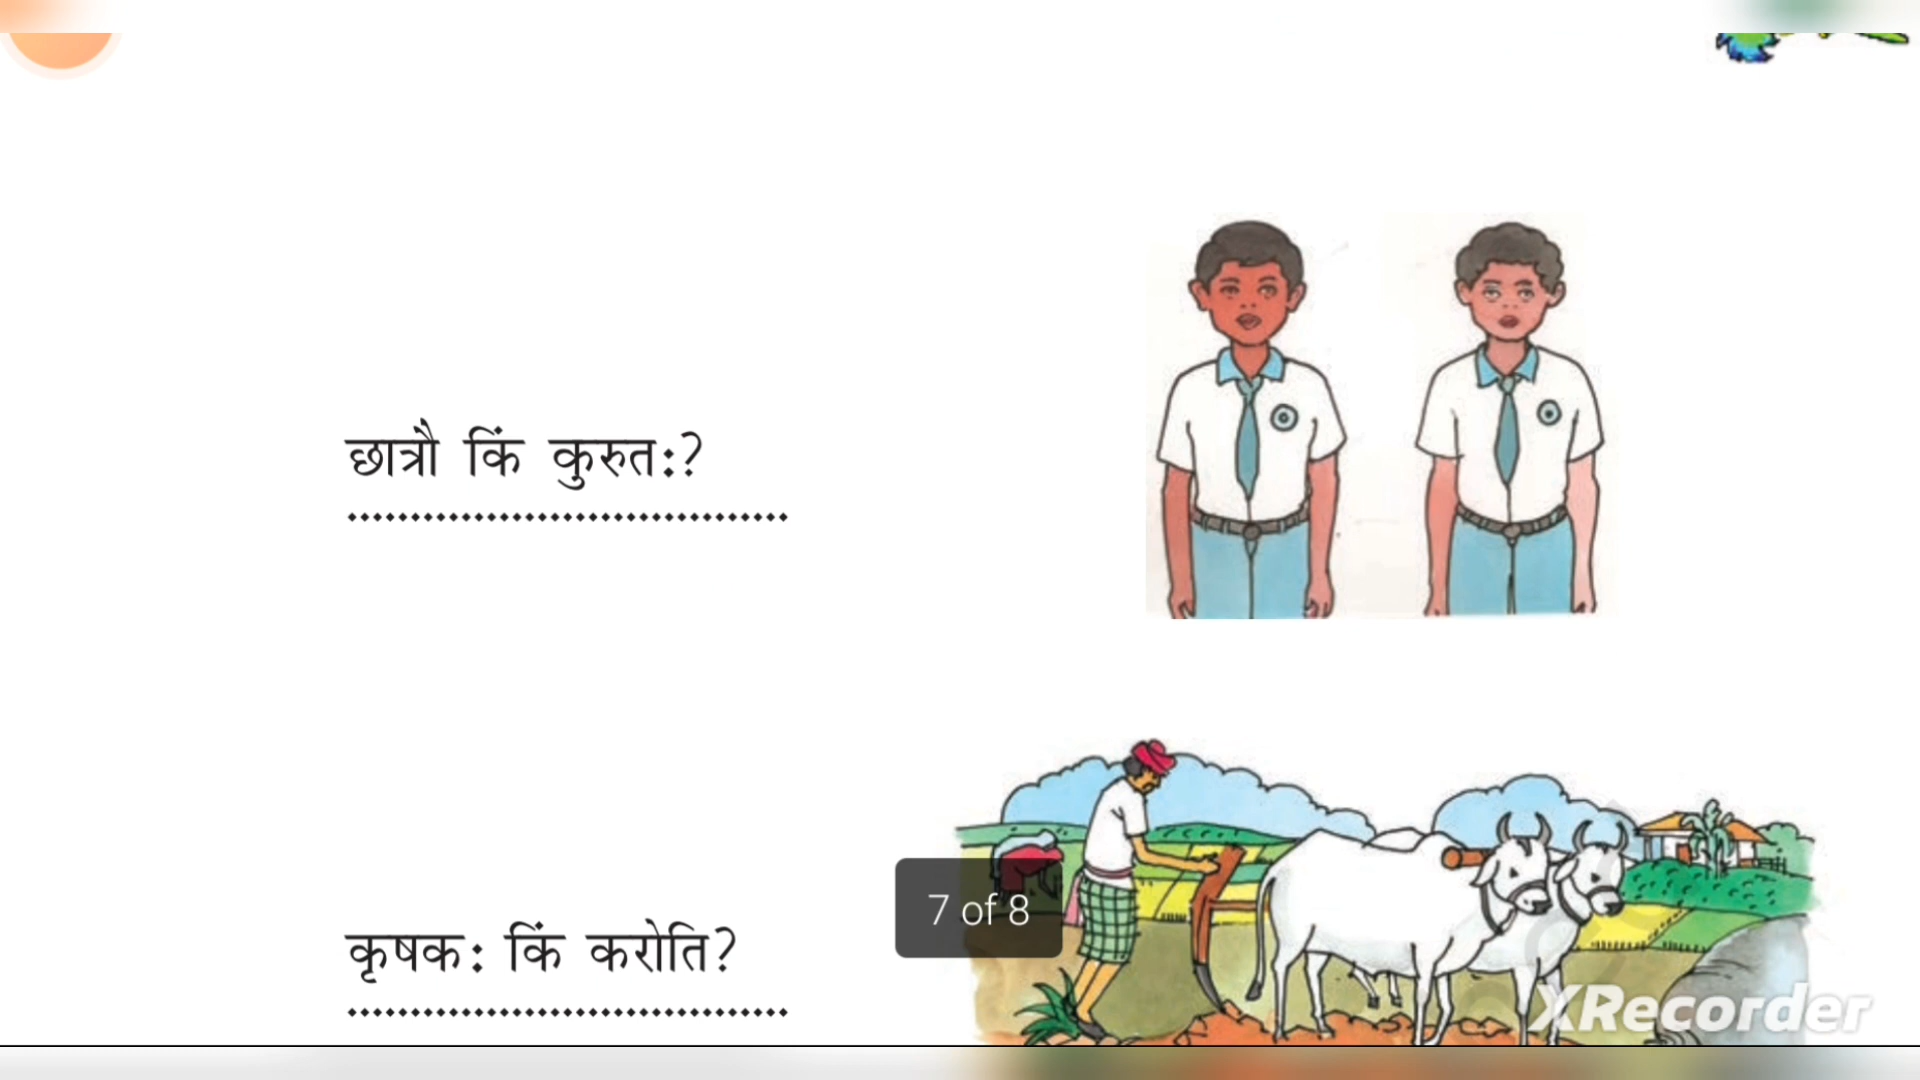 छात्रौ किं कुरुतः?
..................................
कृषकः किं करोति?
..................................
7 of 8
XRecorder